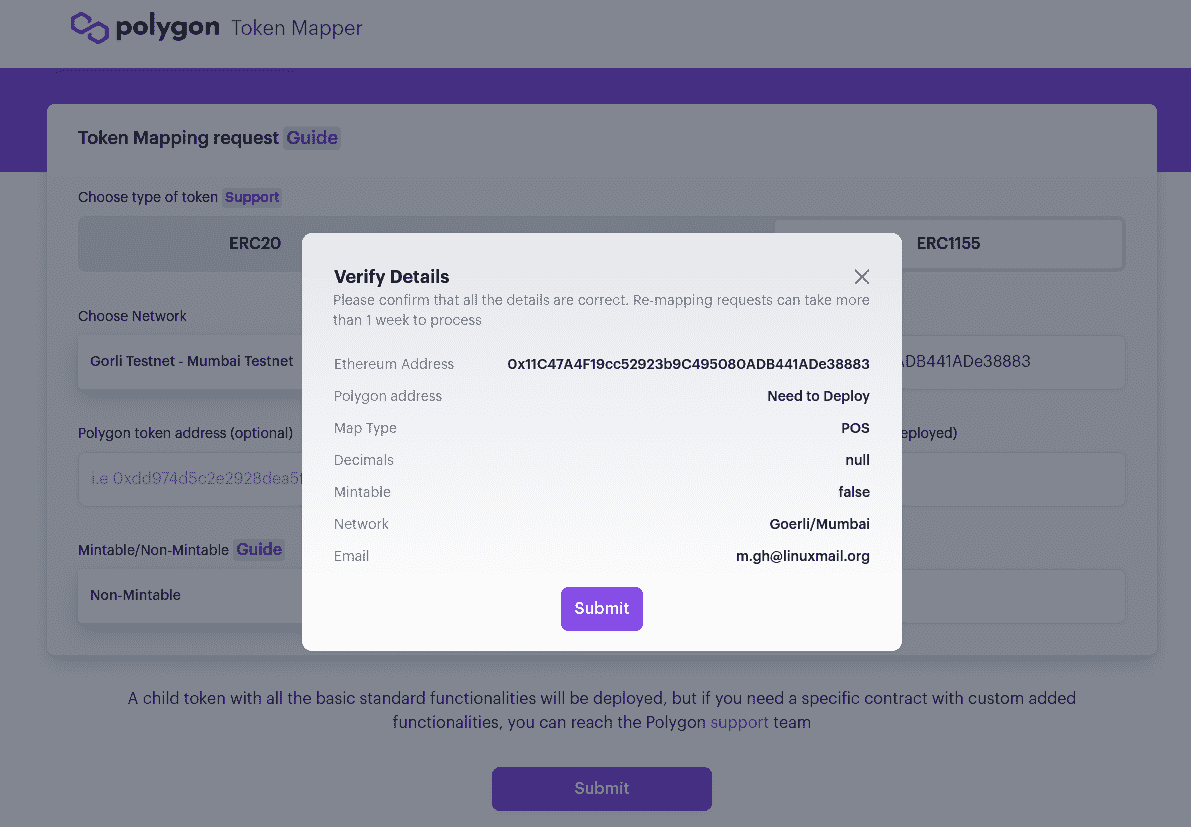 polygon Token Mapper
Token Mapping request Guide
Choose type of token Support
ERC20
ERC1155
Choose Network
Gorli Testnet - Mumbai Testnet
ADB441ADe38883
Polygon token address (optional)
eployed)
i.e 0xdd974d5c2e2928dea5f
Mintable/Non-Mintable Guide
Non-Mintable
Verify Details
Please confirm that all the details are correct. Re-mapping requests can take more
than 1 week to process
Ethereum Address 0x11C47A4F19cc52923b9C495080ADB441ADe38883
Polygon address Need to Deploy
Map Type POS
Decimals null
Mintable false
Network Goerli/Mumbai
Email m.gh@linuxmail.org
Submit
A child token with all the basic standard functionalities will be deployed, but if you need a specific contract with custom added
functionalities, you can reach the Polygon support team
Submit